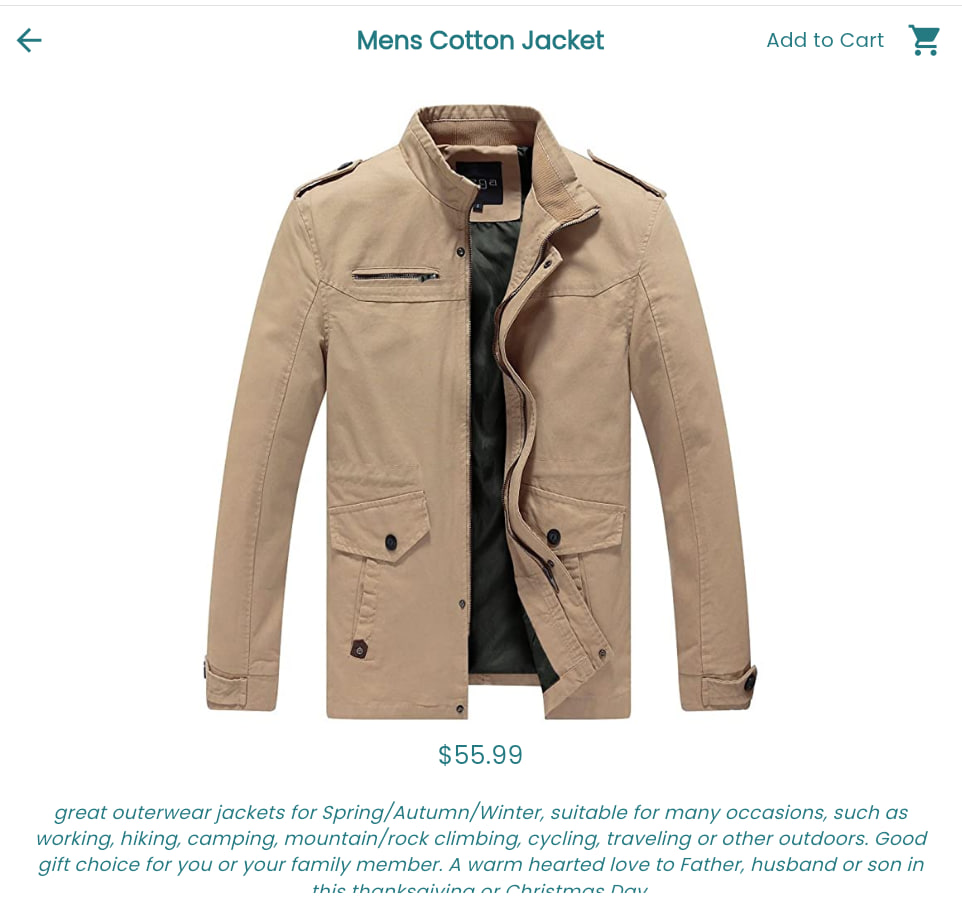 Mens Cotton Jacket
Add to Cart
$55.99
great outerwear jackets for Spring/Autumn/Winter, suitable for many occasions, such as
working, hiking, camping, mountain/rock climbing, cycling, traveling or other outdoors. Good
gift choice for you or your family member. A warm hearted love to Father, husband or son in
this thanksgiving or Christmas Day.